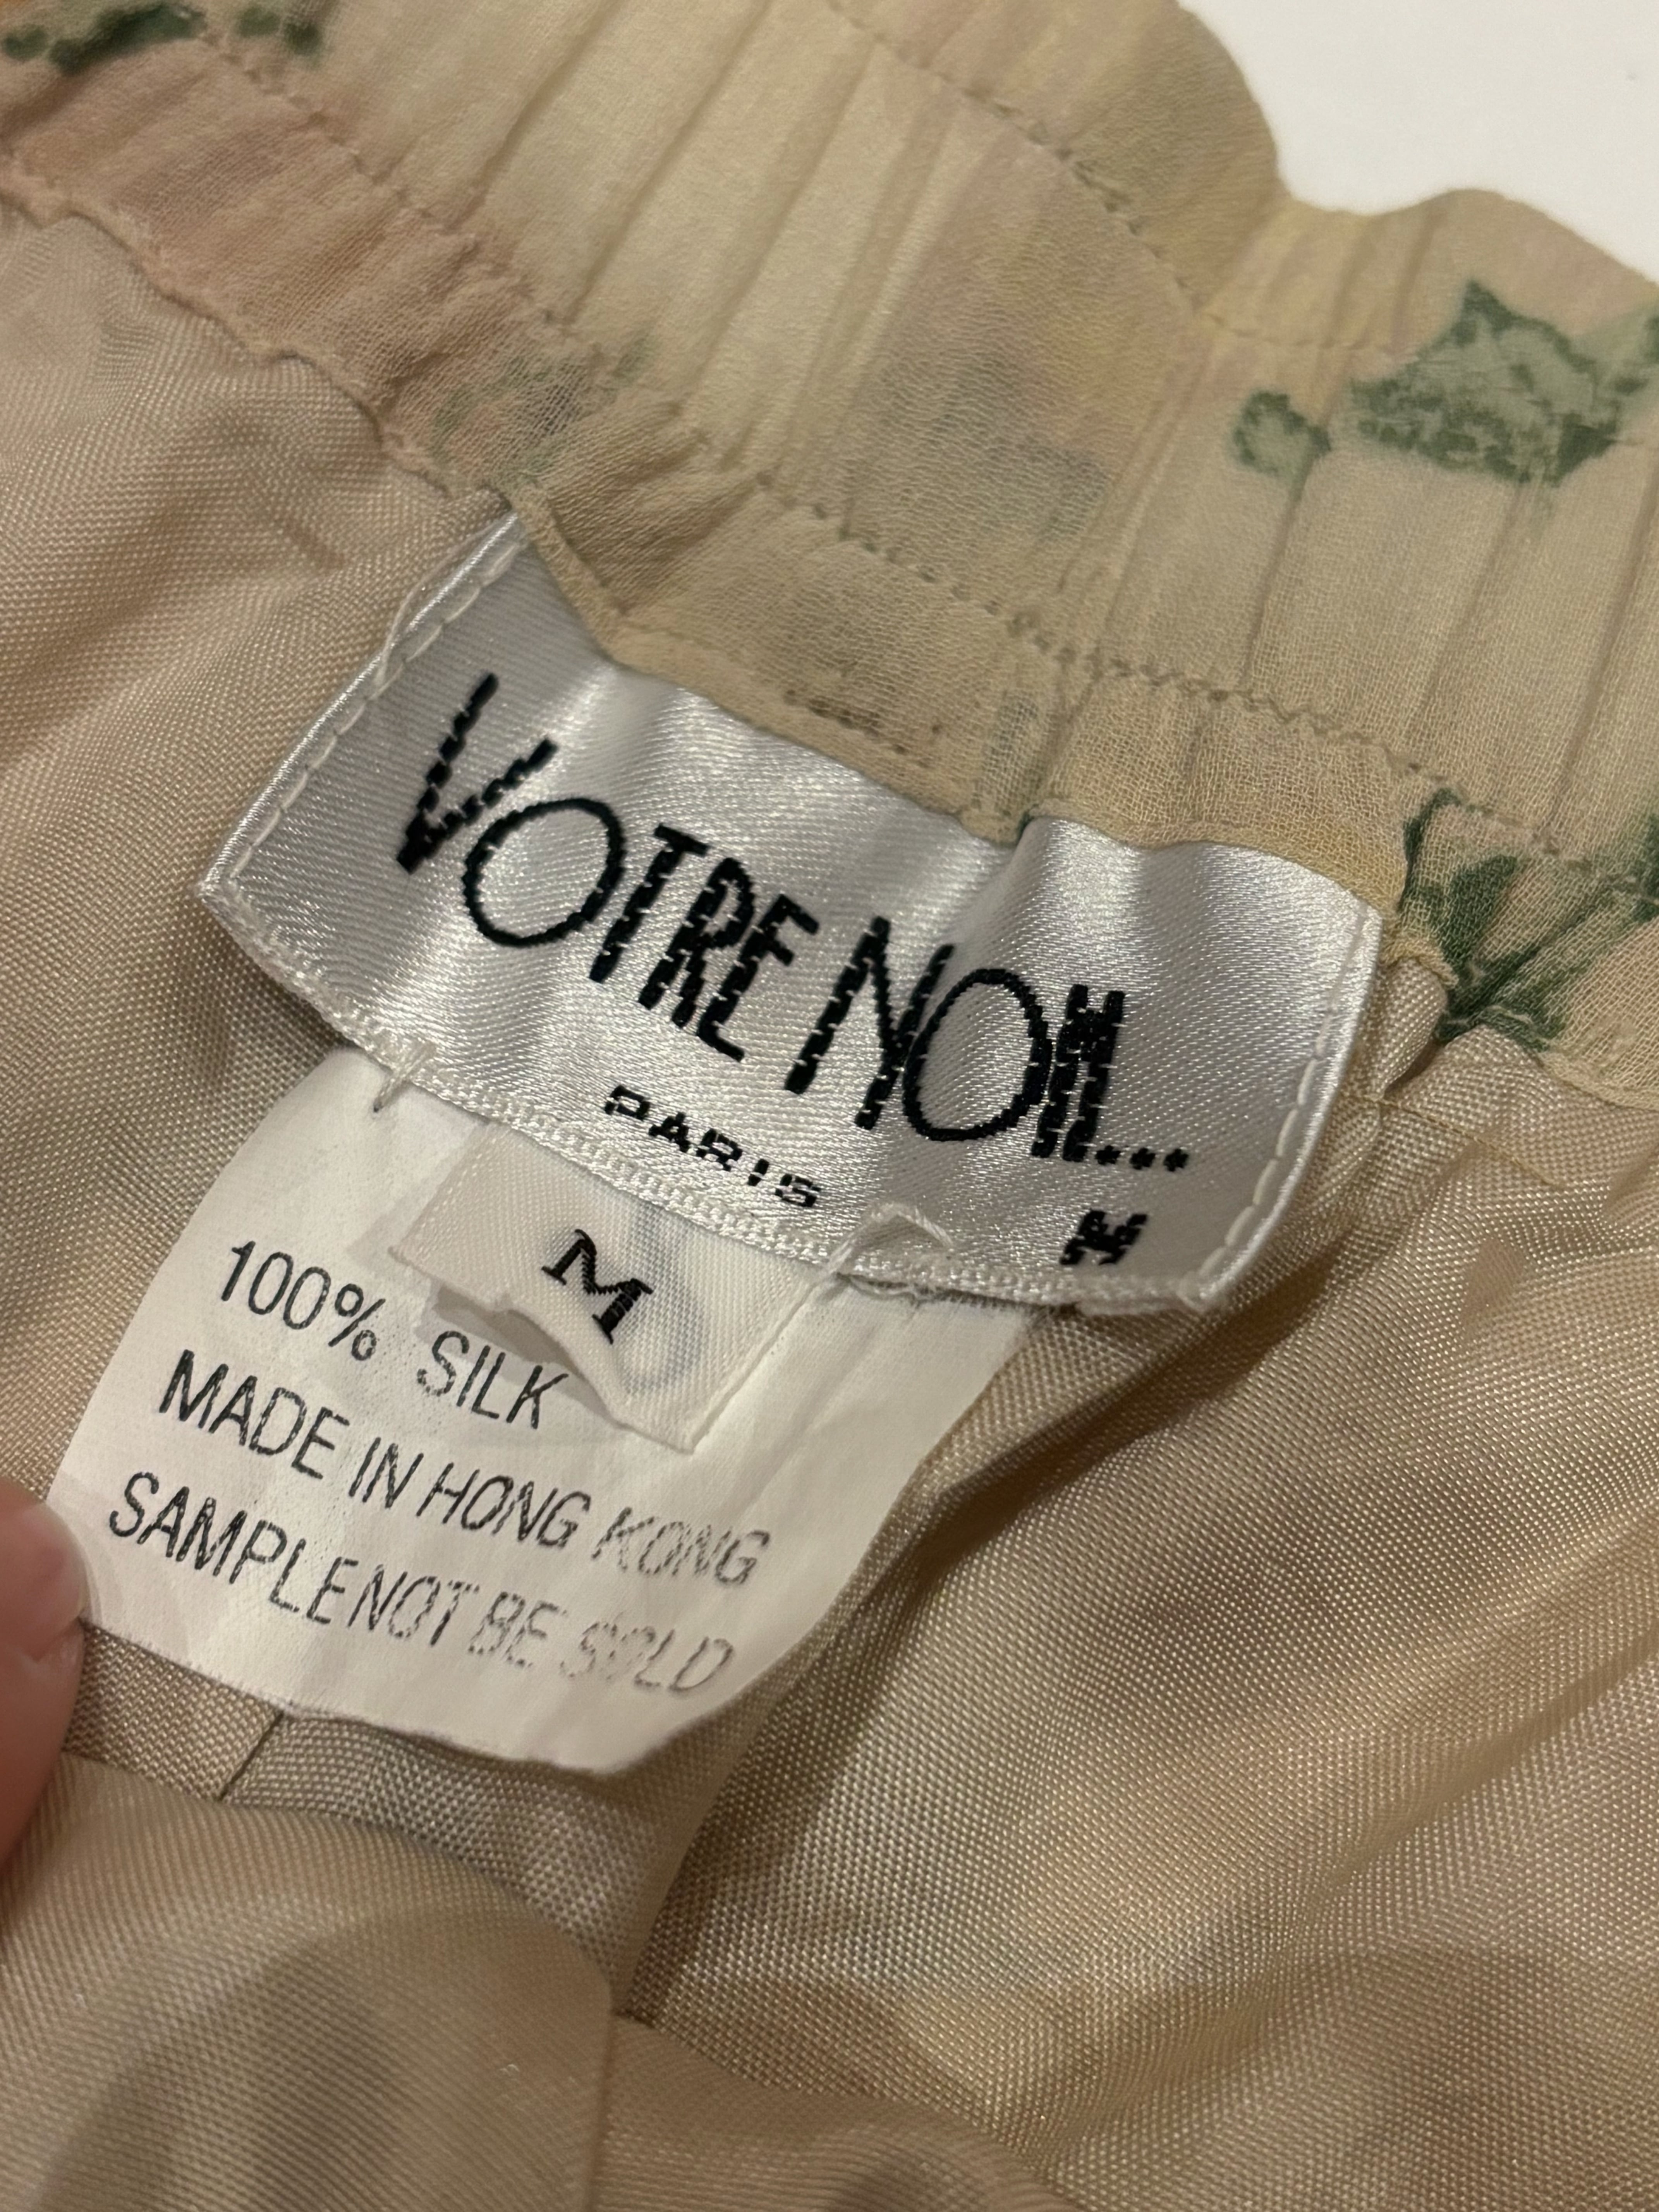 VOTRE NOM...
PARIS
M
100% SILK
MADE IN HONG KONG
SAMPLE NOT BE SOLD